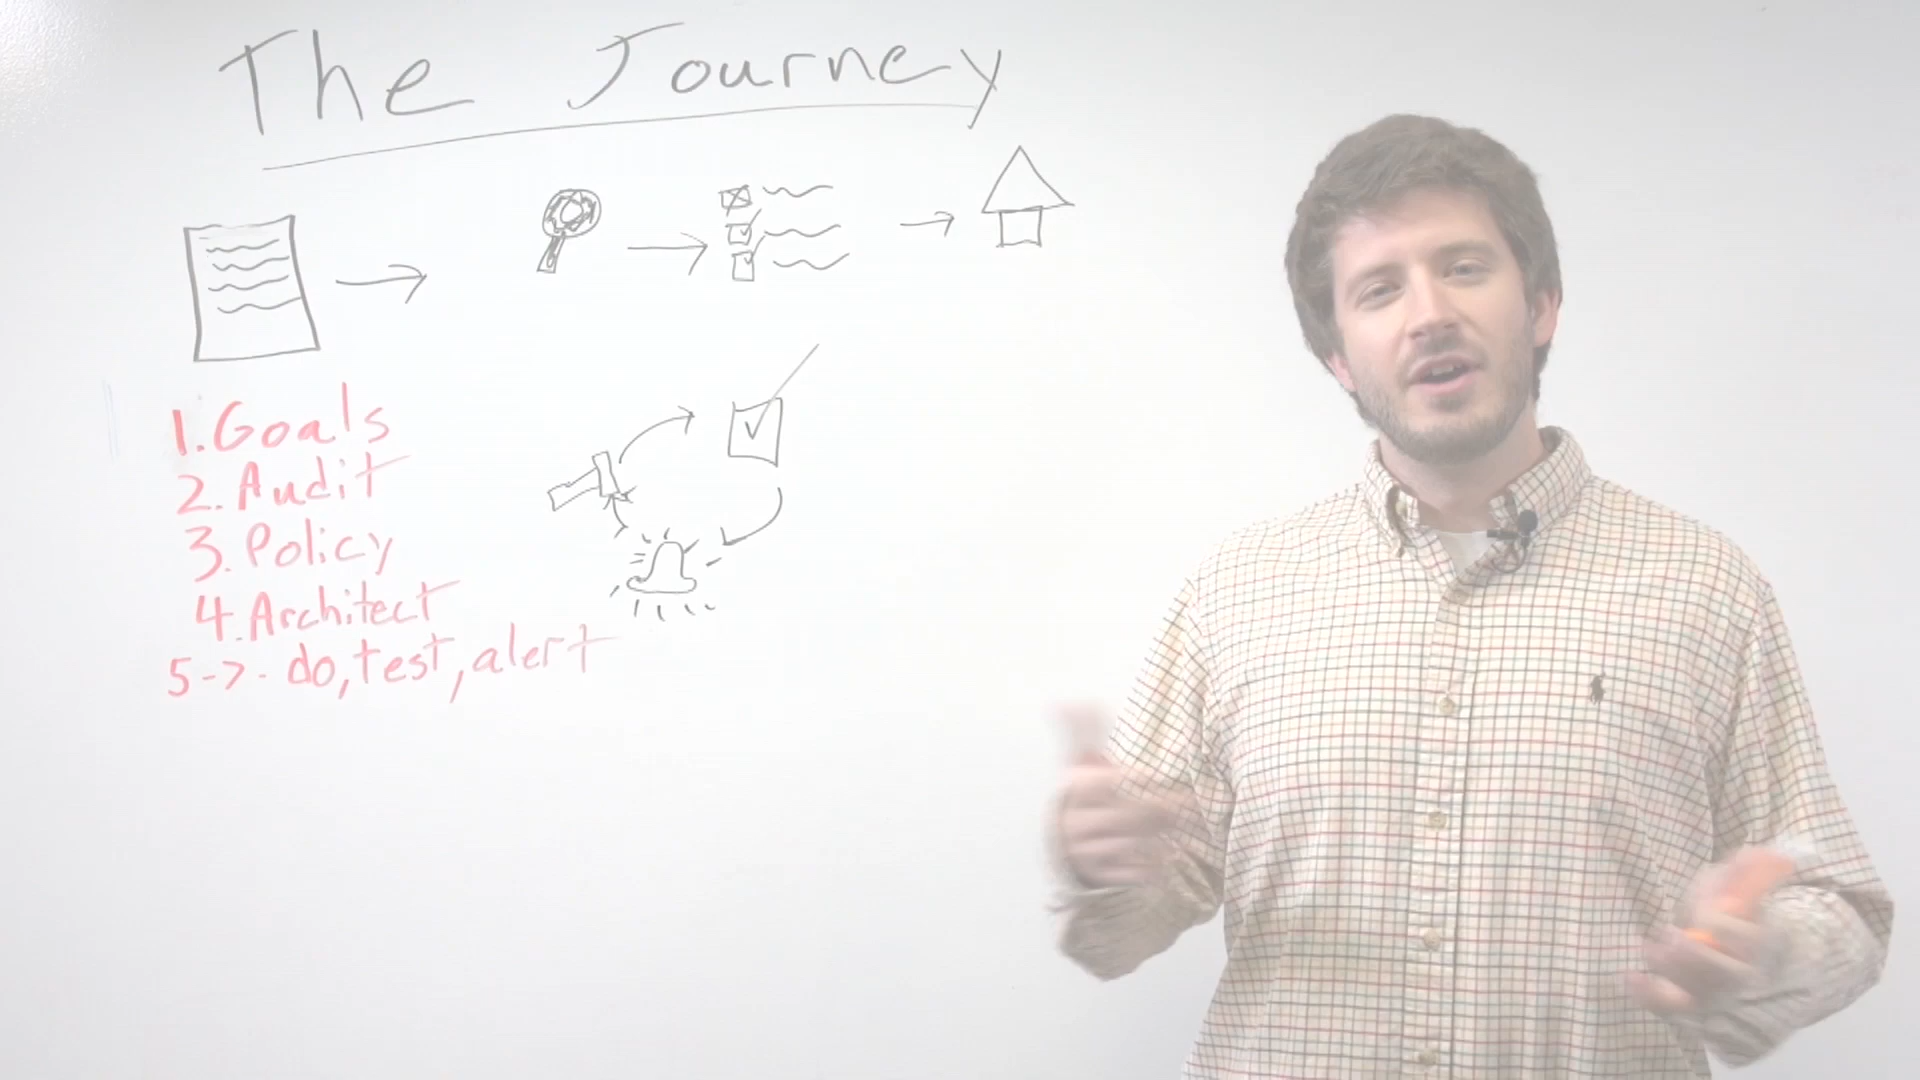 The Journey
1. Goals
2. Audit
3. Policy
4. Architect
5 -> - do, test, alert